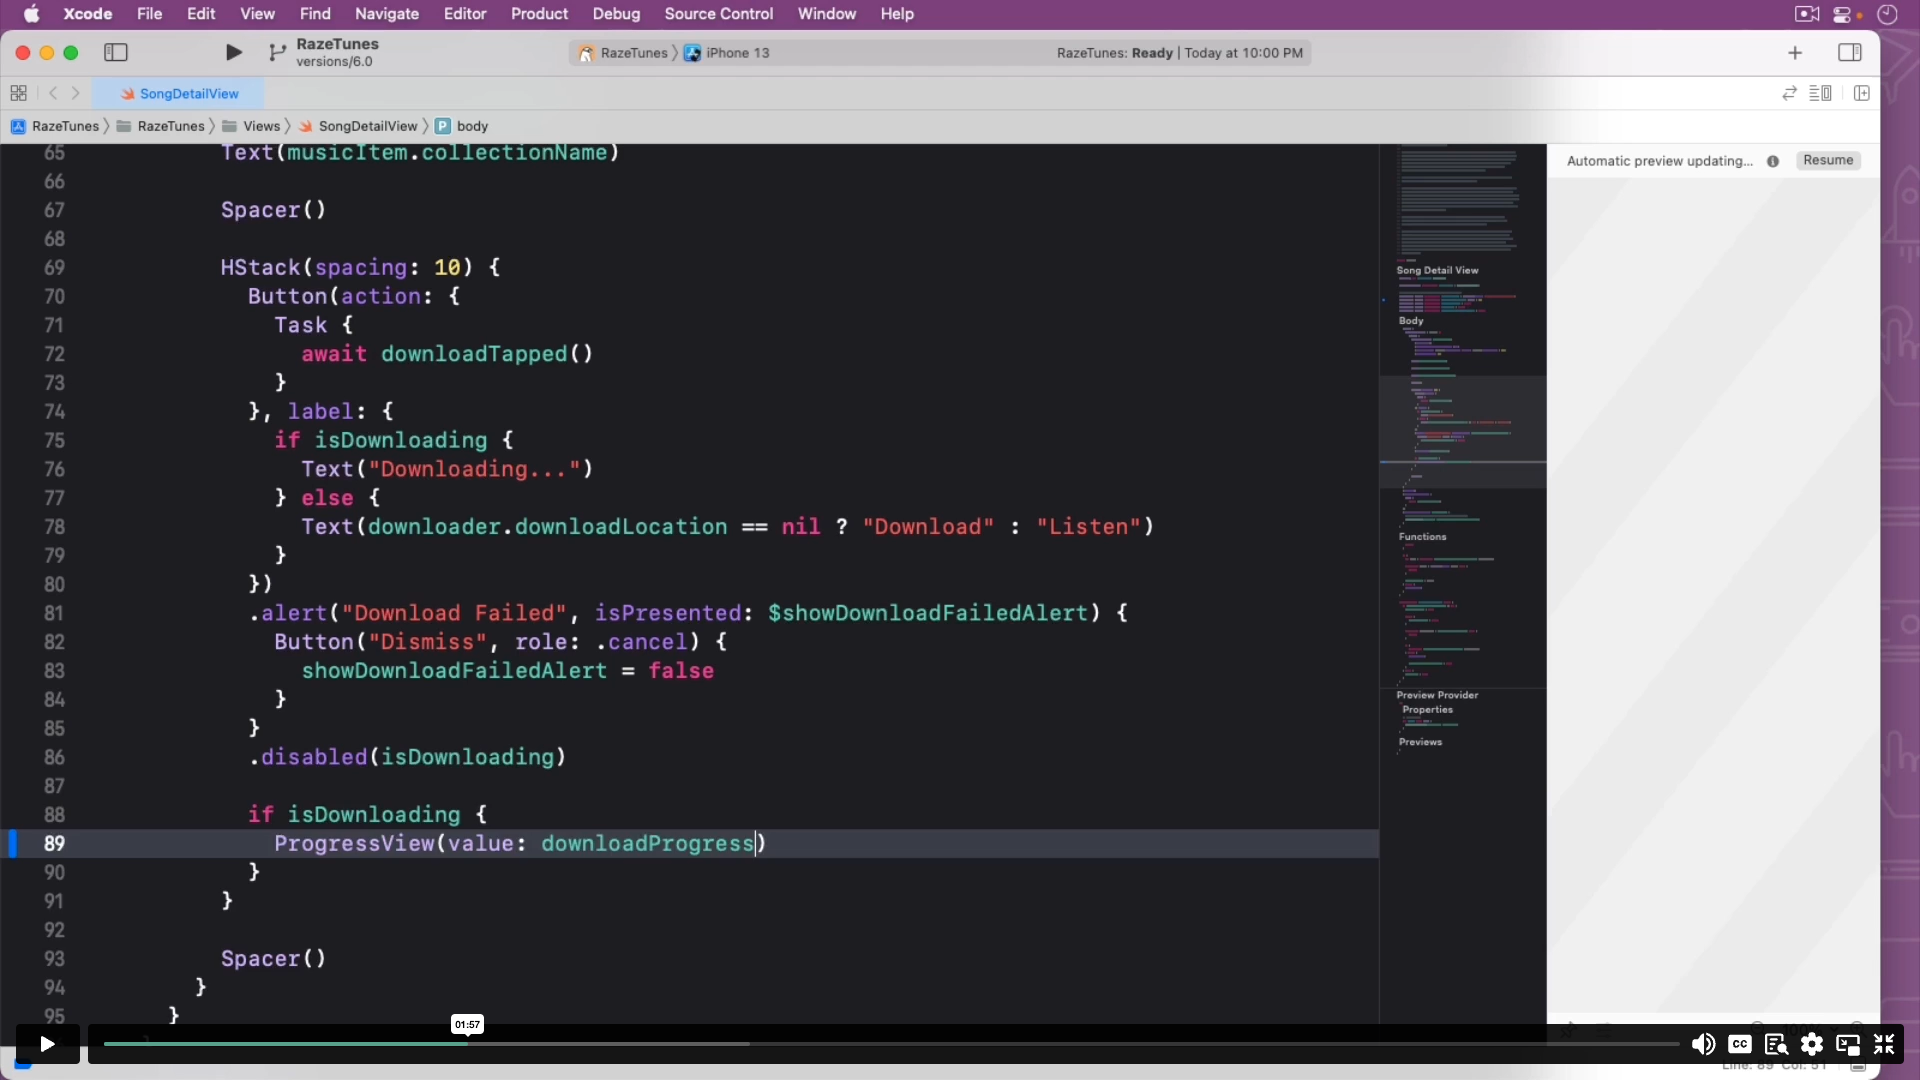 Xcode File Edit View Find Navigate Editor Product Debug Source Control Window Help
RazeTunes
versions/6.0
RazeTunes iPhone 13
RazeTunes: Ready | Today at 10:00 PM
SongDetailView
RazeTunes RazeTunes Views SongDetailView P body
Automatic preview updating... Resume
65 Text(musicItem.collectionName)
66
67 Spacer()
68
69 HStack(spacing: 10) {
70 Button(action: {
71 Task {
72 await downloadTapped()
73 }
74 }, label: {
75 if isDownloading {
76 Text("Downloading...")
77 } else {
78 Text(downloader.downloadLocation == nil ? "Download" : "Listen")
79 }
80 })
81 .alert("Download Failed", isPresented: $showDownloadFailedAlert) {
82 Button("Dismiss", role: .cancel) {
83 showDownloadFailedAlert = false
84 }
85 }
86 .disabled(isDownloading)
87
88 if isDownloading {
89 ProgressView(value: downloadProgress)
90 }
91 }
92
93 Spacer()
94 }
95 }
Song Detail View
Body
Functions
Preview Provider
Properties
Previews
01:57
CC
Line: 89 Col: 51